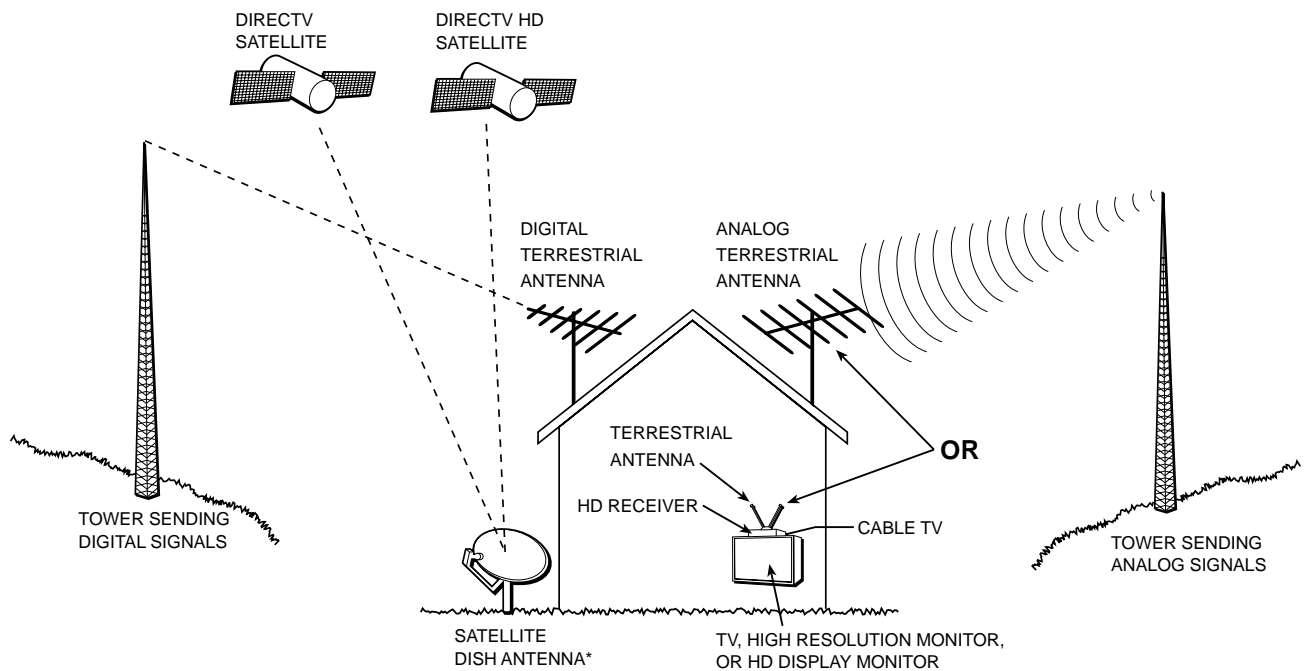 DIRECTV
SATELLITE
DIRECTV HD
SATELLITE
DIGITAL
TERRESTRIAL
ANTENNA
ANALOG
TERRESTRIAL
ANTENNA
TERRESTRIAL
ANTENNA
OR
HD RECEIVER
CABLE TV
TOWER SENDING
DIGITAL SIGNALS
TOWER SENDING
ANALOG SIGNALS
SATELLITE
DISH ANTENNA*
TV, HIGH RESOLUTION MONITOR,
OR HD DISPLAY MONITOR